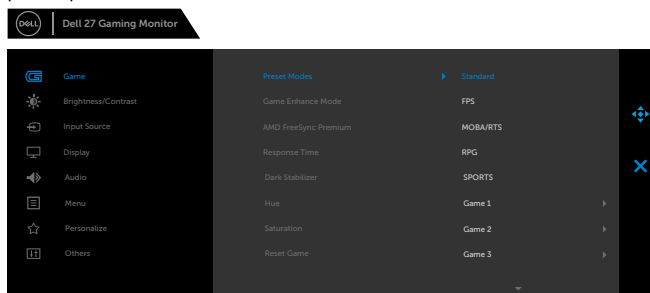 DELL
Dell 27 Gaming Monitor
Game Preset Modes Standard
Brightness/Contrast Game Enhance Mode FPS
Input Source AMD FreeSync Premium MOBA/RTS
Display Response Time RPG
Audio Dark Stabilizer SPORTS
Menu Hue Game 1
Personalize Saturation Game 2
Others Reset Game Game 3